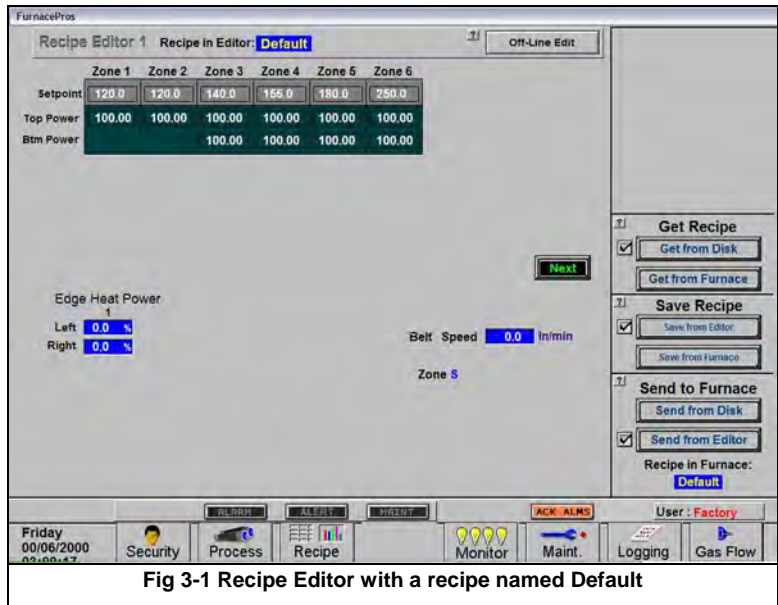 FurnacePros
Recipe Editor 1 Recipe in Editor: Default ? Off-Line Edit
Zone 1 Zone 2 Zone 3 Zone 4 Zone 5 Zone 6
Setpoint 120.0 120.0 140.0 155.0 180.0 250.0
Top Power 100.00 100.00 100.00 100.00 100.00 100.00
Btm Power 100.00 100.00 100.00 100.00
? Get Recipe
Get from Disk
Next
Get from Furnace
Edge Heat Power
1
Left 0.0 %
Right 0.0 %
Belt Speed 0.0 in/min
Zone S
? Save Recipe
Save from Editor
Save from Furnace
? Send to Furnace
Send from Disk
Send from Editor
Recipe in Furnace:
Default
ALARM ALERT MAINT ACK ALMS User : Factory
Friday
00/06/2000
Security Process Recipe Monitor Maint. Logging Gas Flow
Fig 3-1 Recipe Editor with a recipe named Default